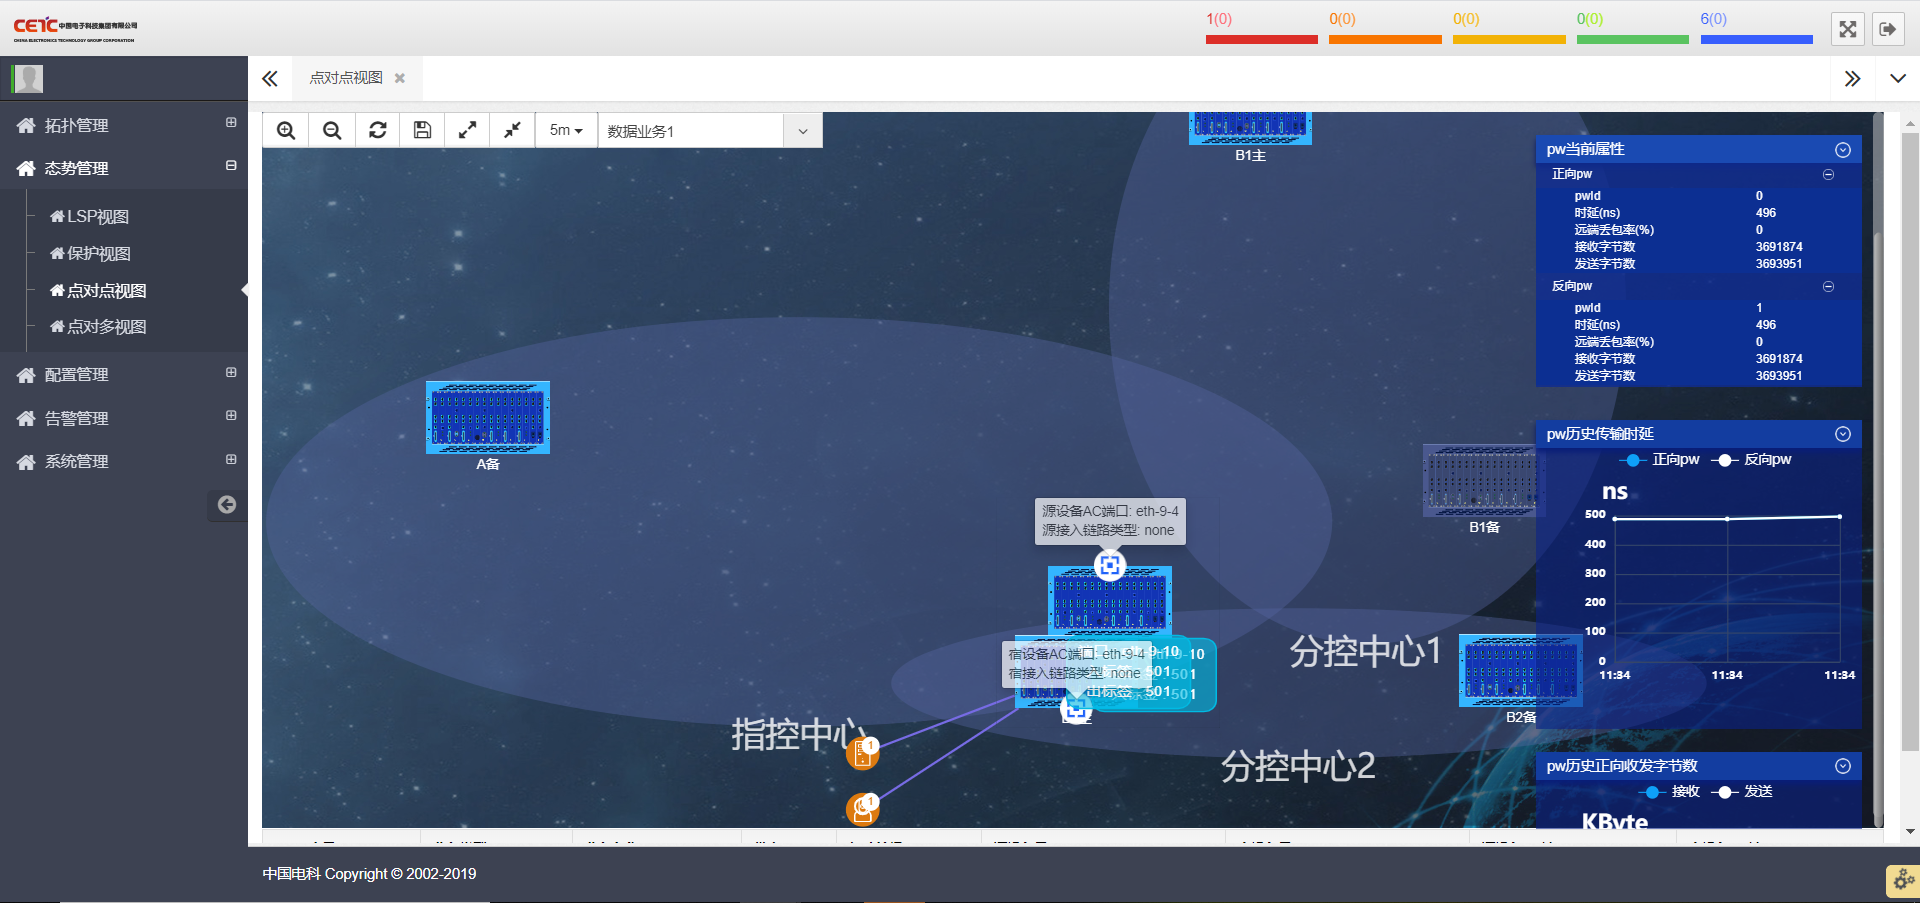 CETC 中国电子科技集团有限公司
CHINA ELECTRONICS TECHNOLOGY GROUP CORPORATION
1(0)
0(0)
0(0)
0(0)
6(0)
点对点视图
拓扑管理
态势管理
LSP视图
保护视图
点对点视图
点对多视图
配置管理
告警管理
系统管理
5m
数据业务1
B1主
A备
B1备
B2备
源设备AC端口: eth-9-4
源接入链路类型: none
宿设备AC端口: eth-9-4
宿接入链路类型: none
9-10
9-10
501
501
出标签 501
501
指控中心
分控中心1
分控中心2
1
1
pw当前属性
正向pw
pwId 0
时延(ns) 496
远端丢包率(%) 0
接收字节数 3691874
发送字节数 3693951
反向pw
pwId 1
时延(ns) 496
远端丢包率(%) 0
接收字节数 3691874
发送字节数 3693951
pw历史传输时延
正向pw 反向pw
ns
500
400
300
200
100
0
11:34 11:34 11:34
pw历史正向收发字节数
接收 发送
KByte
中国电科 Copyright © 2002-2019